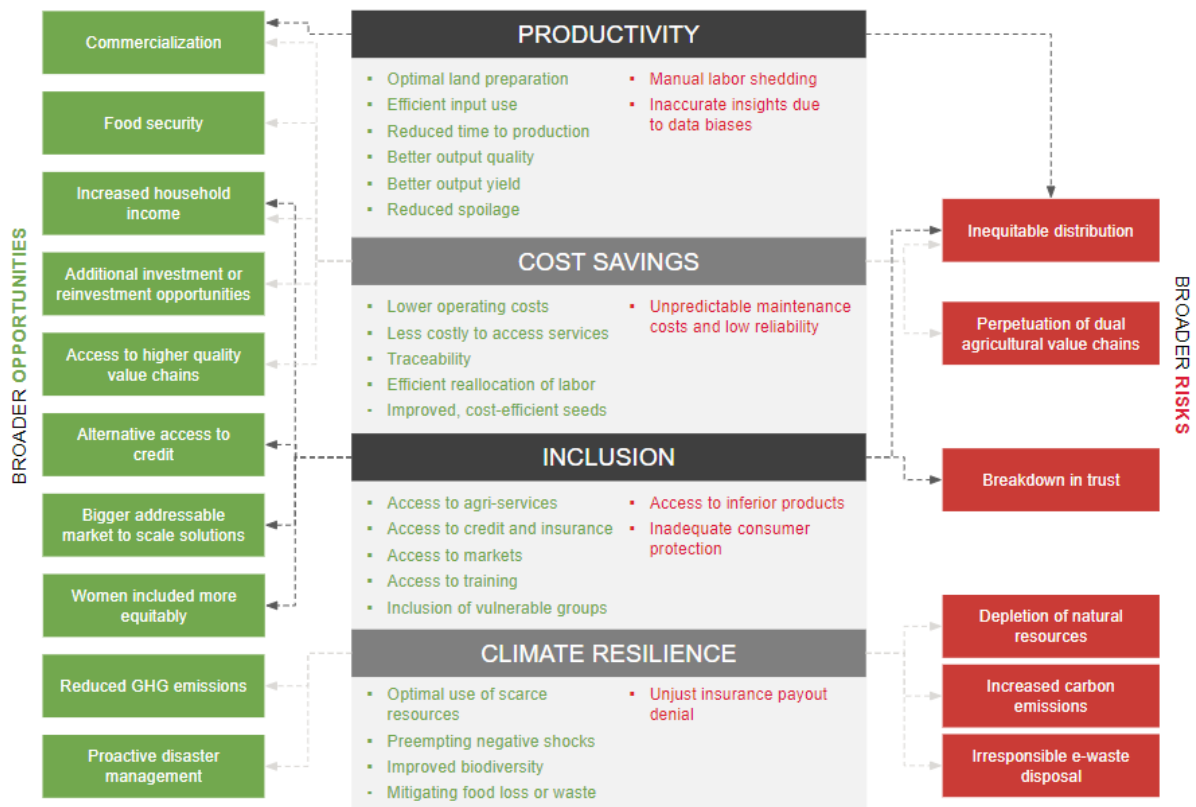 BROADER OPPORTUNITIES
Commercialization
Food security
Increased household
income
Additional investment or
reinvestment opportunities
Access to higher quality
value chains
Alternative access to
credit
Bigger addressable
market to scale solutions
Women included more
equitably
Reduced GHG emissions
Proactive disaster
management
PRODUCTIVITY
▪ Optimal land preparation
▪ Efficient input use
▪ Reduced time to production
▪ Better output quality
▪ Better output yield
▪ Reduced spoilage
▪ Manual labor shedding
▪ Inaccurate insights due
to data biases
COST SAVINGS
▪ Lower operating costs
▪ Less costly to access services
▪ Traceability
▪ Efficient reallocation of labor
- Improved, cost-efficient seeds
▪ Unpredictable maintenance
costs and low reliability
INCLUSION
▪ Access to agri-services
▪ Access to credit and insurance
▪ Access to markets
▪ Access to training
▪ Inclusion of vulnerable groups
▪ Access to inferior products
▪ Inadequate consumer
protection
CLIMATE RESILIENCE
▪ Optimal use of scarce
resources
▪ Preempting negative shocks
▪ Improved biodiversity
- Mitigating food loss or waste
▪ Unjust insurance payout
denial
Inequitable distribution
Perpetuation of dual
agricultural value chains
Breakdown in trust
Depletion of natural
resources
Increased carbon
emissions
Irresponsible e-waste
disposal
BROADER RISKS